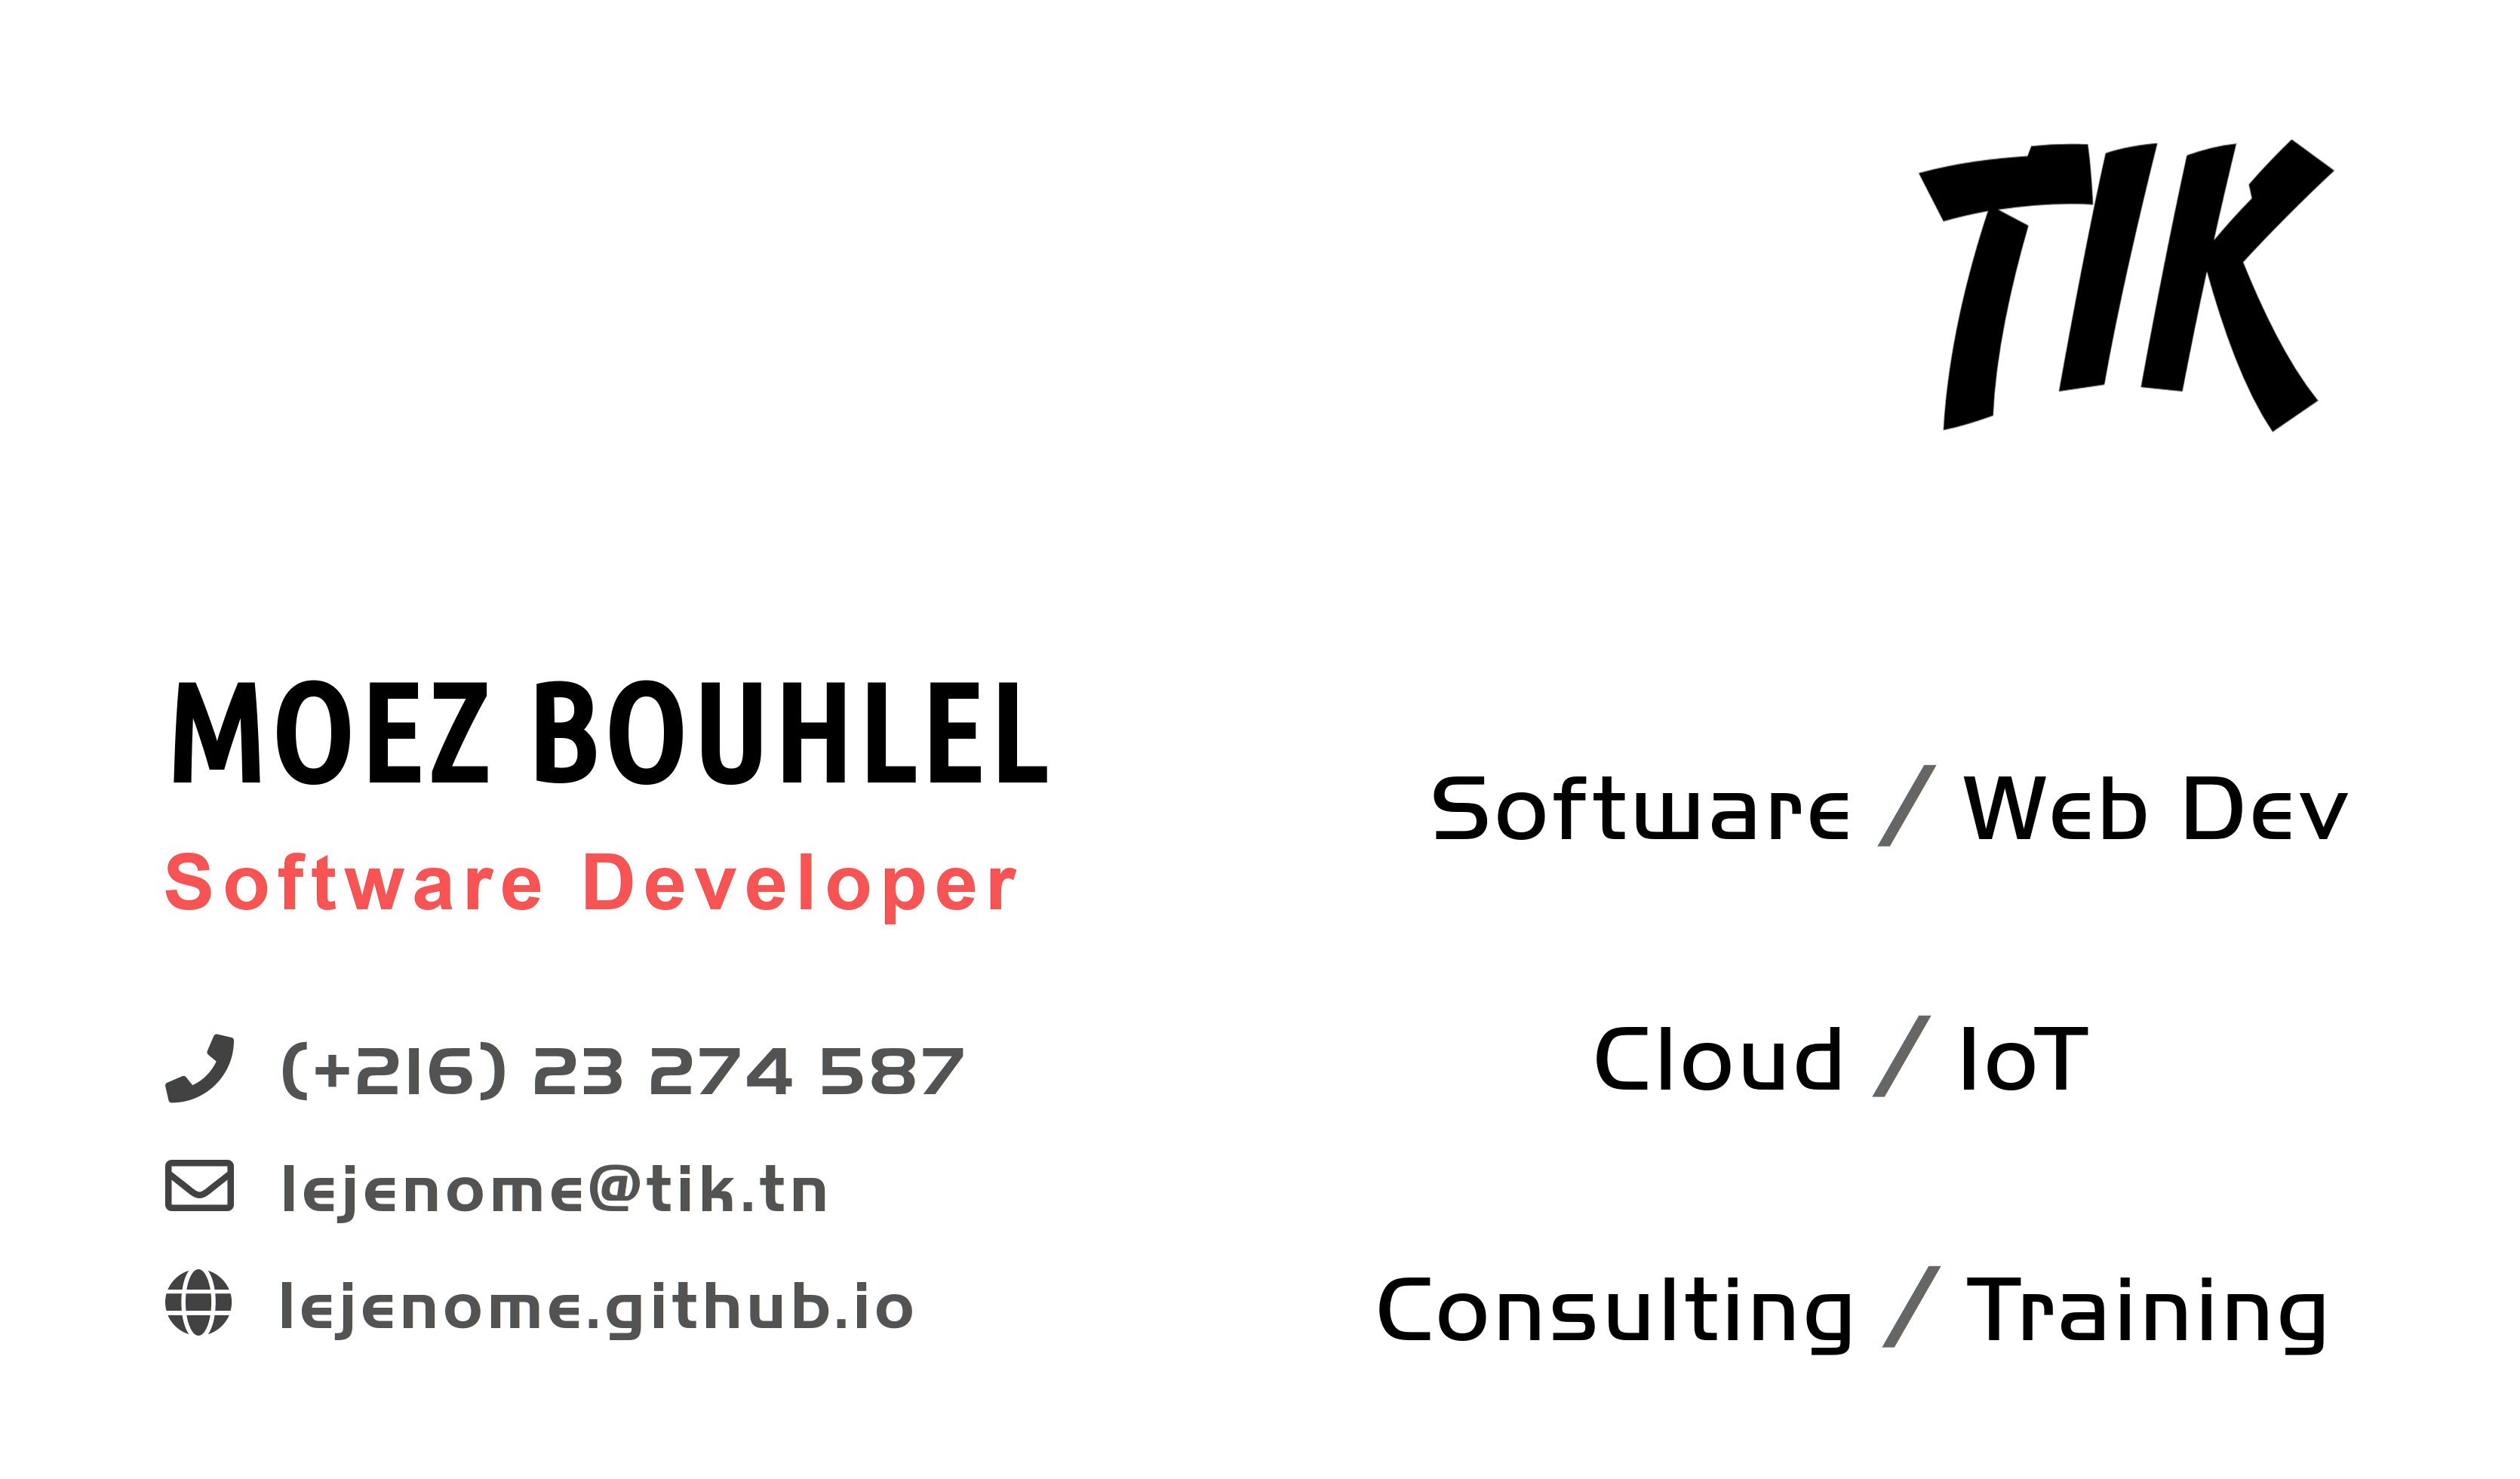 TIK
MOEZ BOUHLEL
Software Developer
(+216) 23 274 587
lejenome@tik.tn
lejenome.github.io
Software / Web Dev
Cloud / IoT
Consulting / Training